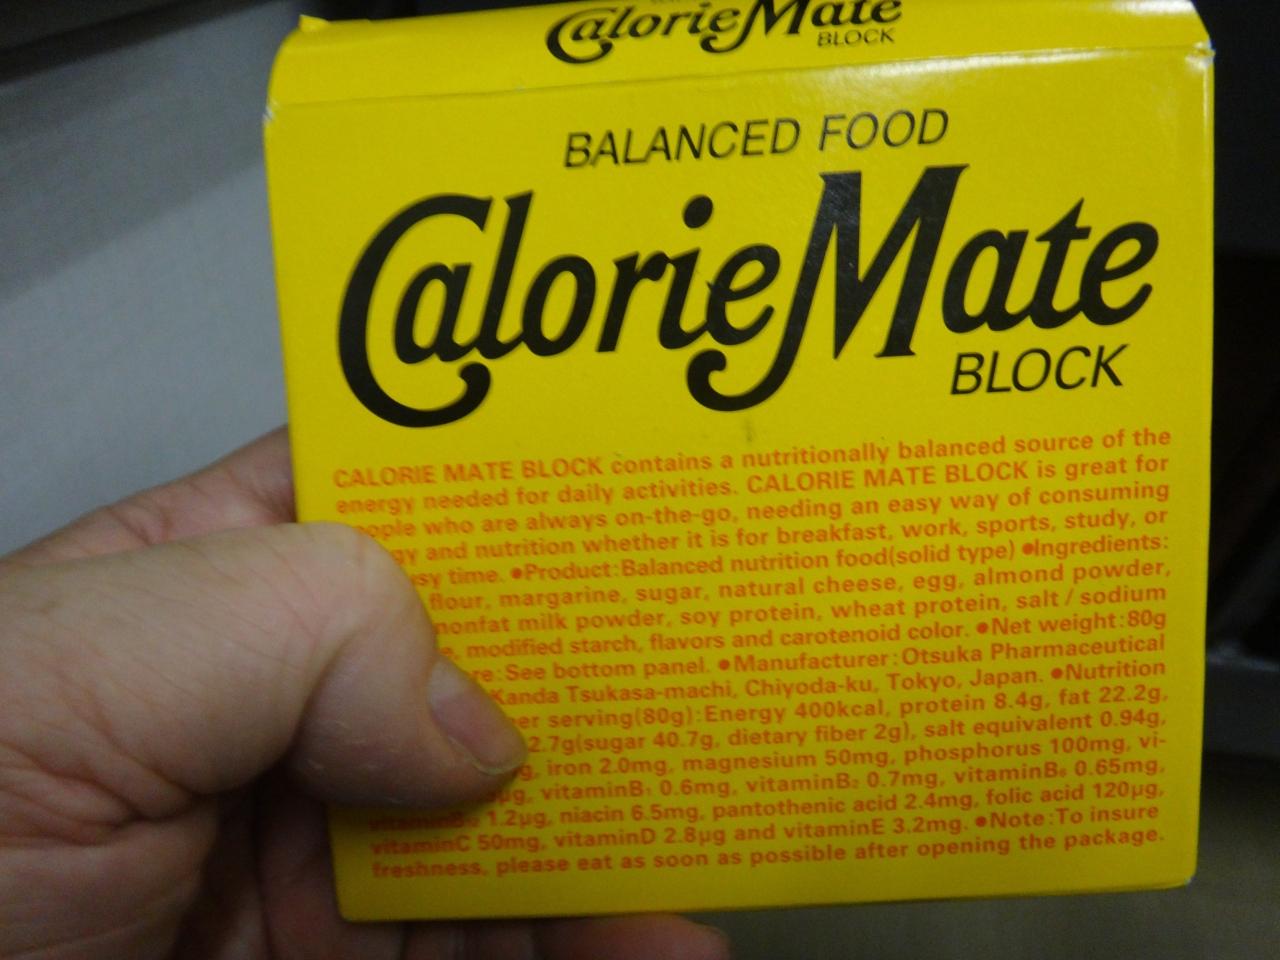 CalorieMate
BLOCK
BALANCED FOOD
CalorieMate
BLOCK
CALORIE MATE BLOCK contains a nutritionally balanced source of the
energy needed for daily activities. CALORIE MATE BLOCK is great for
who are always on-the-go, needing an easy way of consuming
and nutrition whether it is for breakfast, work, sports, study, or
time. ●Product:Balanced nutrition food(solid type) ●Ingredients:
flour, margarine, sugar, natural cheese, egg, almond powder,
nonfat milk powder, soy protein, wheat protein, salt/sodium
modified starch, flavors and carotenoid color. ●Net weight:80g
See bottom panel. ●Manufacturer:Otsuka Pharmaceutical
Kanda Tsukasa-machi, Chiyoda-ku, Tokyo, Japan. ●Nutrition
per serving(80g):Energy 400kcal, protein 8.4g, fat 22.2g,
2.7g(sugar 40.7g, dietary fiber 2g), salt equivalent 0.94g,
iron 2.0mg, magnesium 50mg, phosphorus 100mg, vi-
vitaminB₁ 0.6mg, vitaminB₂ 0.7mg, vitaminB₆ 0.65mg,
vitaminB₁₂ 1.2μg, niacin 6.5mg, pantothenic acid 2.4mg, folic acid 120μg,
vitaminC 50mg, vitaminD 2.8μg and vitaminE 3.2mg. ●Note:To insure
freshness, please eat as soon as possible after opening the package.